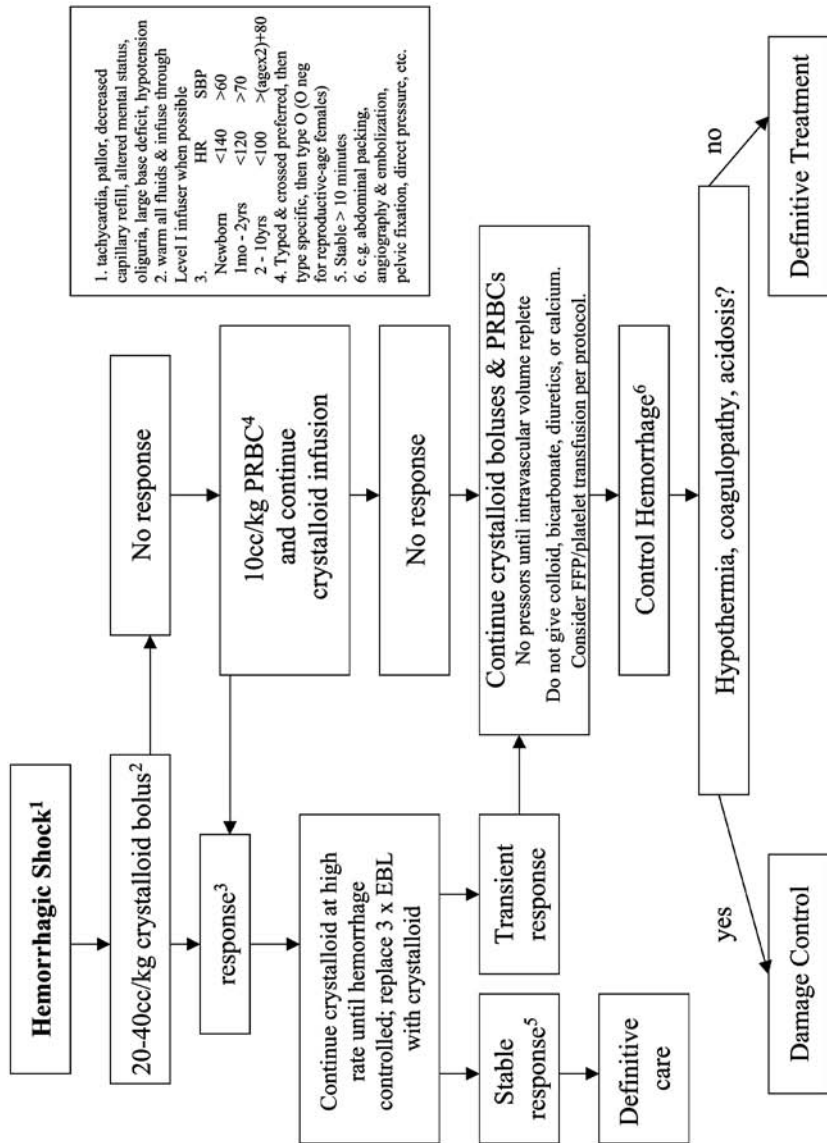 Hemorrhagic Shock1
20-40cc/kg crystalloid bolus2
No response
response3
10cc/kg PRBC4
and continue
crystalloid infusion
Continue crystalloid at high
rate until hemorrhage
controlled; replace 3 x EBL
with crystalloid
No response
Stable
response5
Transient
response
Continue crystalloid boluses & PRBCs
No pressors until intravascular volume replete
Do not give colloid, bicarbonate, diuretics, or calcium.
Consider FFP/platelet transfusion per protocol.
Definitive
care
Control Hemorrhage6
Hypothermia, coagulopathy, acidosis?
yes
no
Damage Control
Definitive Treatment
1. tachycardia, pallor, decreased
capillary refill, altered mental status,
oliguria, large base deficit, hypotension
2. warm all fluids & infuse through
Level I infuser when possible
3. HR SBP
Newborn <140 >60
1mo - 2yrs <120 >70
2 - 10yrs <100 >(agex2)+80
4. Typed & crossed preferred, then
type specific, then type O (O neg
for reproductive-age females)
5. Stable > 10 minutes
6. e.g. abdominal packing,
angiography & embolization,
pelvic fixation, direct pressure, etc.